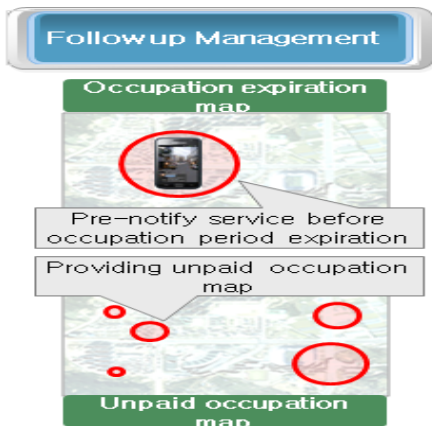 Followup Management
Occupation expiration
map
Pre-notify service before
occupation period expiration
Providing unpaid occupation
map
Unpaid occupation
map